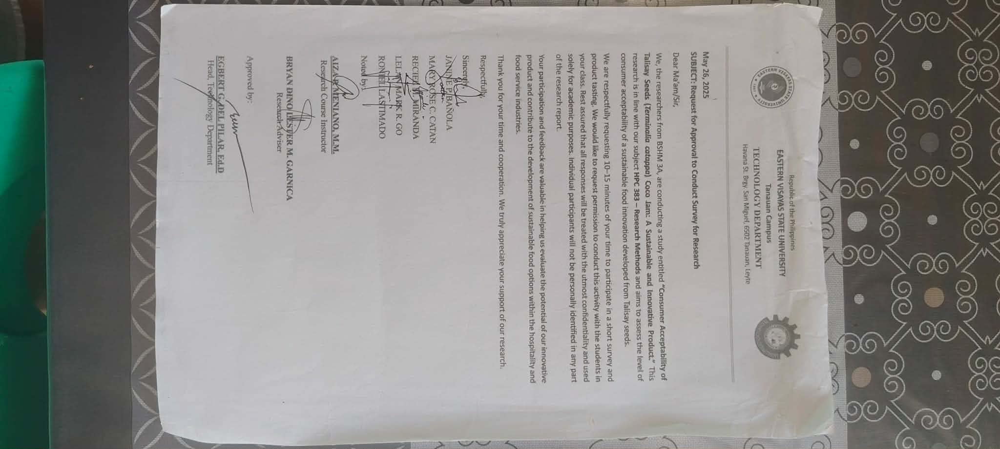 Republic of the Philippines
EASTERN VISAYAS STATE UNIVERSITY
Tanauan Campus
TECHNOLOGY DEPARTMENT
Havana St. Brgy. San Miguel, 6502 Tanauan, Leyte
EASTERN VISAYAS STATE UNIVERSITY
May 26, 2025
SUBJECT: Request for Approval to Conduct Survey for Research
Dear Ma'am/Sir,
We, the researchers from BSHM 3A, are conducting a study entitled "Consumer Acceptability of
Talisay Seeds (Terminalia catappa) Coco Jam: A Sustainable and Innovative Product." This
research is in line with our subject HPC 383 – Research Methods and aims to assess the level of
consumer acceptability of a sustainable food innovation developed from Talisay seeds.
We are respectfully requesting 10–15 minutes of your time to participate in a short survey and
product tasting. We would like to request permission to conduct this activity with the students in
your class. Rest assured that all responses will be treated with the utmost confidentiality and used
solely for academic purposes. Individual participants will not be personally identified in any part
of the research report.
Your participation and feedback are valuable in helping us evaluate the potential of our innovative
product and contribute to the development of sustainable food options within the hospitality and
food service industries.
Thank you for your time and cooperation. We truly appreciate your support of our research.
Respectfully,
Sincerely,
JANINE P. BAÑOLA
MARY ROSE C. CATAN
RECIEL MIRANDA
MARK R. GO
RONIEL LASTIMADO
Noted by:
AIZA MENIANO, M.M.
Research Course Instructor
BRYAN DINO LESTER M. GARNICA
Research Adviser
Approved by:
EGBERT G. DEL PILAR, Ed.D
Head, Technology Department